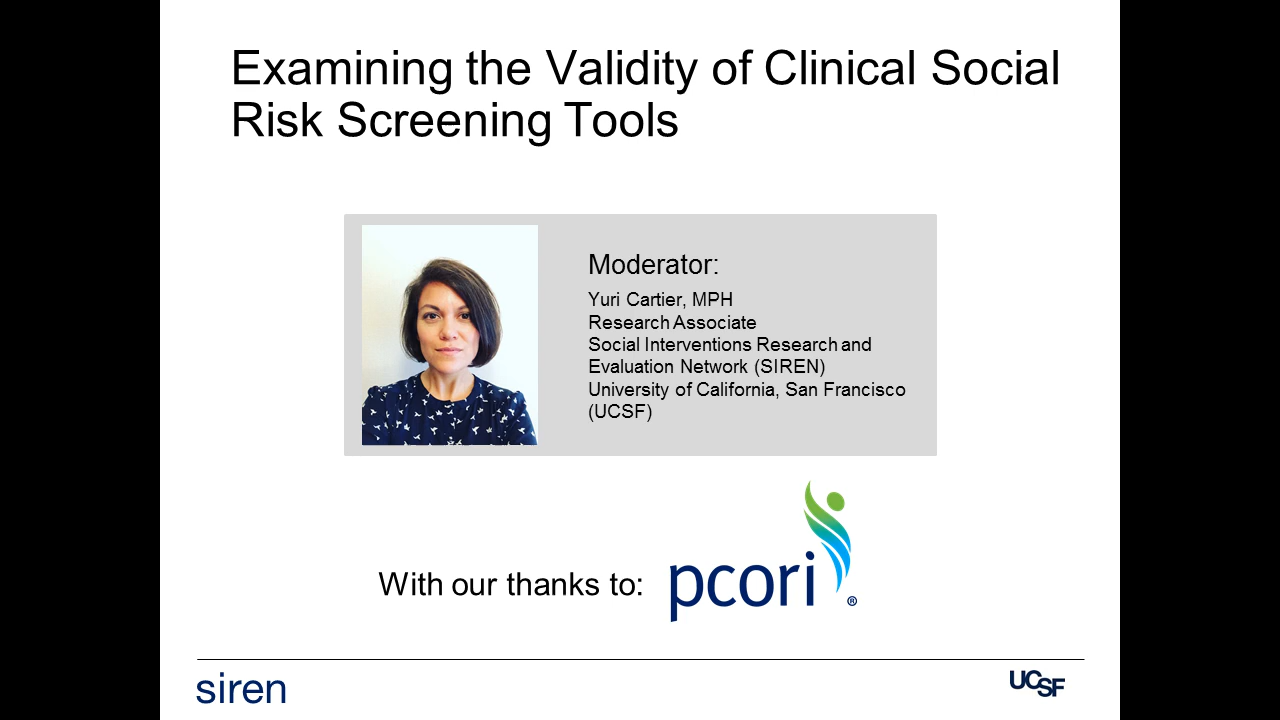 Examining the Validity of Clinical Social
Risk Screening Tools
Moderator:
Yuri Cartier, MPH
Research Associate
Social Interventions Research and
Evaluation Network (SIREN)
University of California, San Francisco
(UCSF)
With our thanks to:
pcori®
siren
UCSF